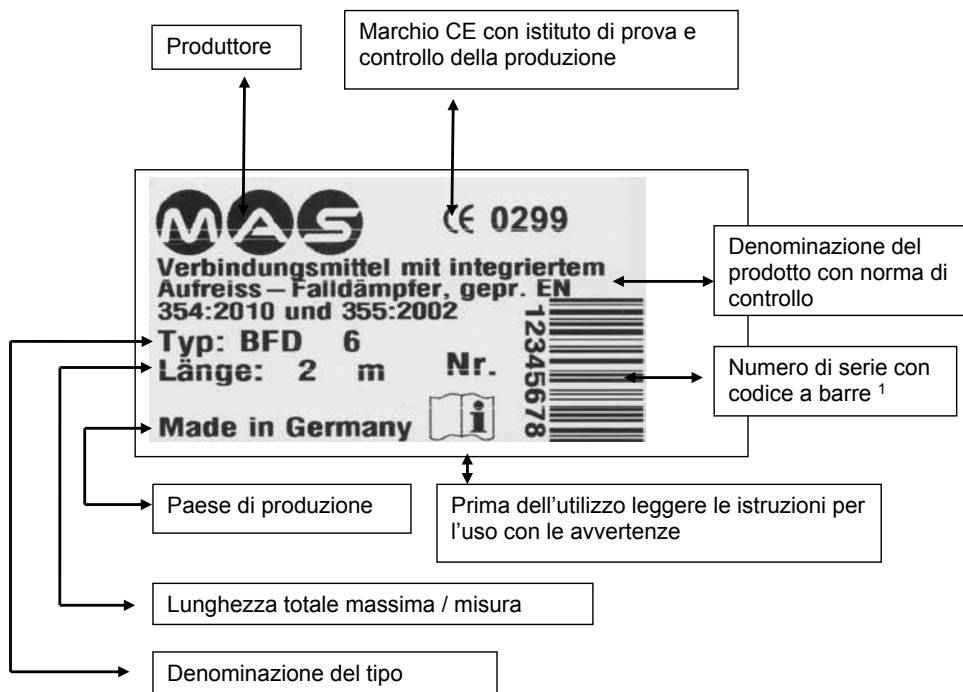 Produttore
Marchio CE con istituto di prova e
controllo della produzione
MAS
CE 0299
Verbindungsmittel mit integriertem
Aufreiss – Falldämpfer, gepr. EN
354:2010 und 355:2002
Typ: BFD 6
Länge: 2 m Nr.
12345678
Made in Germany
Denominazione del
prodotto con norma di
controllo
Numero di serie con
codice a barre 1
Paese di produzione
Prima dell'utilizzo leggere le istruzioni per
l'uso con le avvertenze
Lunghezza totale massima / misura
Denominazione del tipo